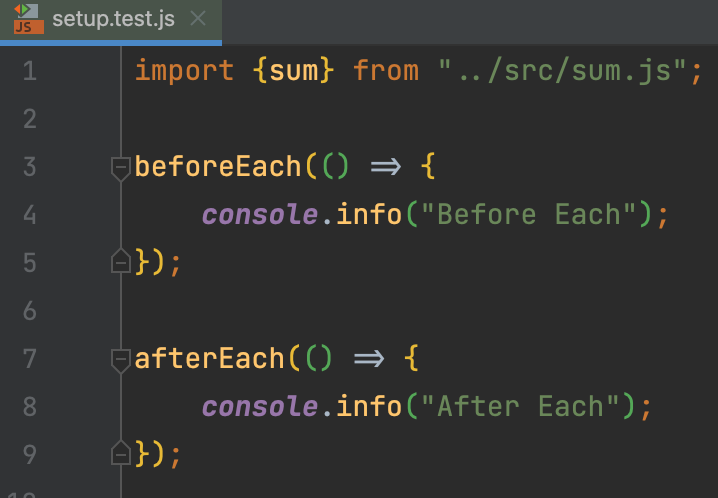 JS setup.test.js
1 import {sum} from "../src/sum.js";
2
3 beforeEach(() => {
4 console.info("Before Each");
5 });
6
7 afterEach(() => {
8 console.info("After Each");
9 });